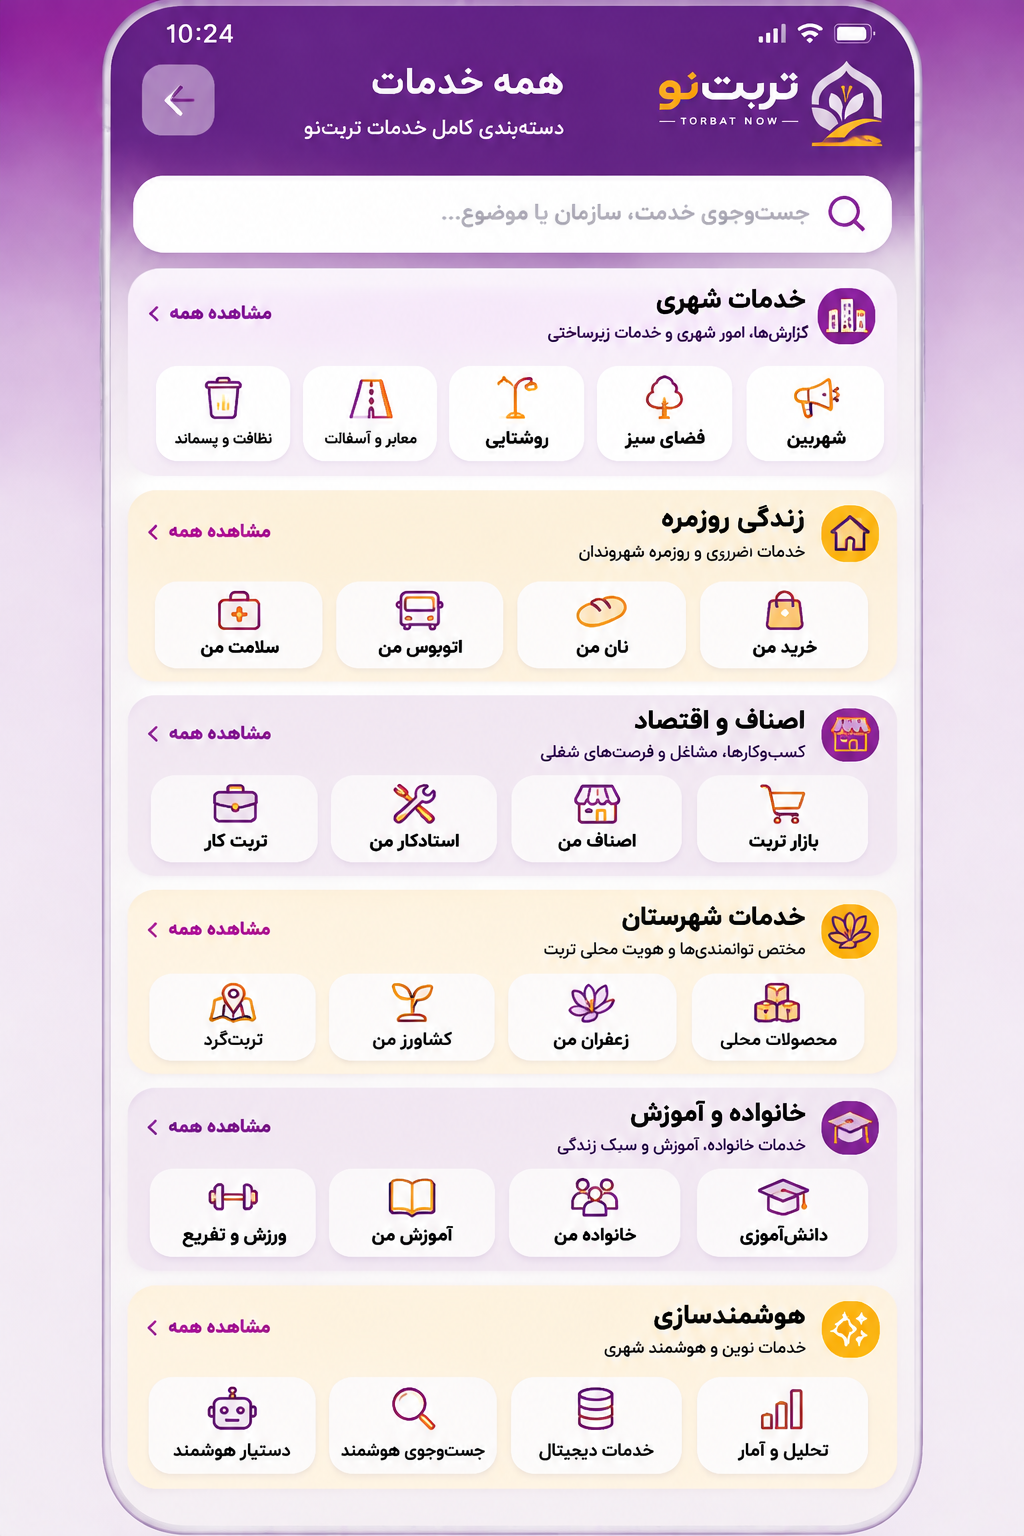 10:24
تربت‌نو
TORBAT NOW
همه خدمات
دسته‌بندی کامل خدمات تربت‌نو
جست‌وجوی خدمت، سازمان یا موضوع...
خدمات شهری
گزارش‌ها، امور شهری و خدمات زیرساختی
مشاهده همه
شهربین
فضای سبز
روشنایی
معابر و آسفالت
نظافت و پسماند
زندگی روزمره
خدمات اضرروی و روزمره شهروندان
مشاهده همه
خرید من
نان من
اتوبوس من
سلامت من
اصناف و اقتصاد
کسب‌وکارها، مشاغل و فرصت‌های شغلی
مشاهده همه
بازار تربت
اصناف من
استادکار من
تربت کار
خدمات شهرستان
مختص توانمندی‌ها و هویت محلی تربت
مشاهده همه
محصولات محلی
زعفران من
کشاورز من
تربت‌گرد
خانواده و آموزش
خدمات خانواده، آموزش و سبک زندگی
مشاهده همه
دانش‌آموزی
خانواده من
آموزش من
ورزش و تفریع
هوشمندسازی
خدمات نوین و هوشمند شهری
مشاهده همه
تحلیل و آمار
خدمات دیجیتال
جست‌وجوی هوشمند
دستیار هوشمند